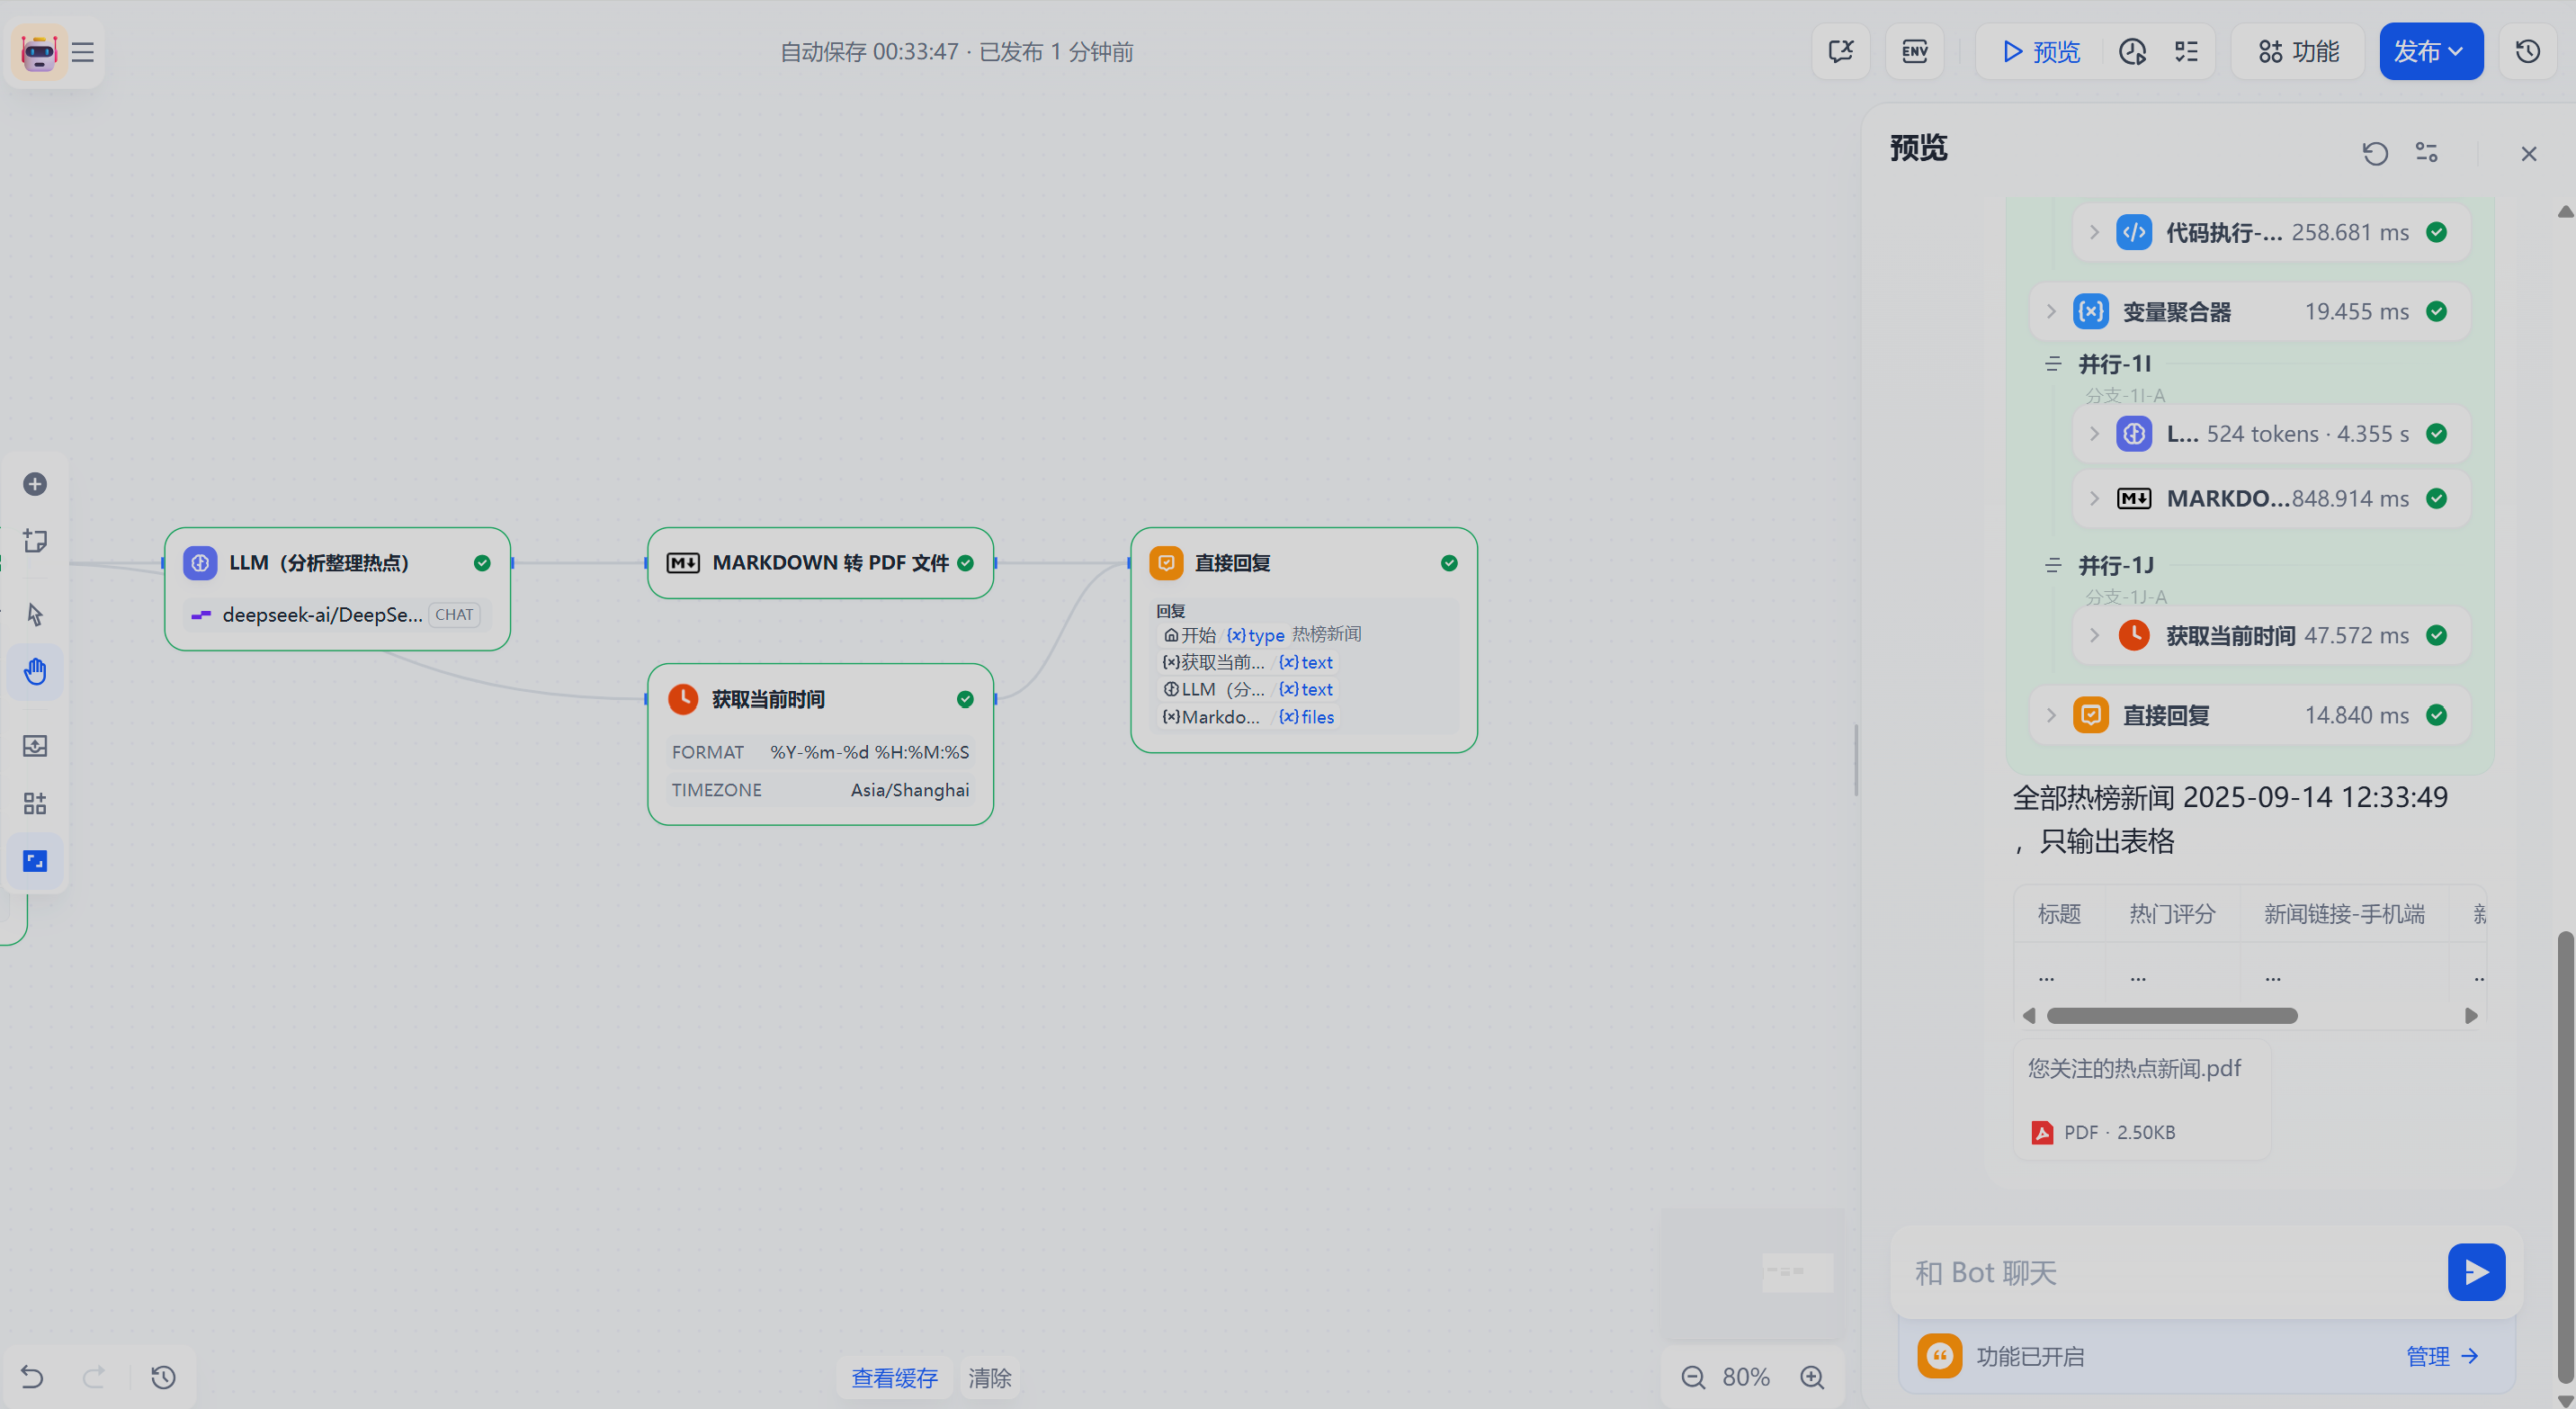 自动保存 00:33:47 · 已发布 1 分钟前
ENV
预览
功能
发布
LLM（分析整理热点）
deepseek-ai/DeepSe...
CHAT
MARKDOWN 转 PDF 文件
获取当前时间
FORMAT %Y-%m-%d %H:%M:%S
TIMEZONE Asia/Shanghai
直接回复
回复
开始 / {x} type 热榜新闻
{x} 获取当前... / {x} text
LLM（分... / {x} text
{x} Markdo... / {x} files
查看缓存
清除
80%
预览
代码执行-... 258.681 ms
变量聚合器 19.455 ms
并行-1I
分支-1I-A
L... 524 tokens · 4.355 s
MARKDO... 848.914 ms
并行-1J
分支-1J-A
获取当前时间 47.572 ms
直接回复 14.840 ms
全部热榜新闻 2025-09-14 12:33:49
，只输出表格
标题 热门评分 新闻链接-手机端
... ... ... ..
您关注的热点新闻.pdf
PDF · 2.50KB
和 Bot 聊天
功能已开启
管理 →